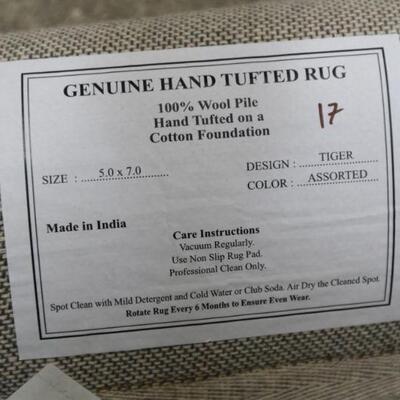 GENUINE HAND TUFTED RUG
100% Wool Pile
Hand Tufted on a
Cotton Foundation
17
SIZE : 5.0 x 7.0
DESIGN : TIGER
COLOR : ASSORTED
Made in India
Care Instructions
Vacuum Regularly.
Use Non Slip Rug Pad.
Professional Clean Only.
Spot Clean with Mild Detergent and Cold Water or Club Soda. Air Dry the Cleaned Spot.
Rotate Rug Every 6 Months to Ensure Even Wear.